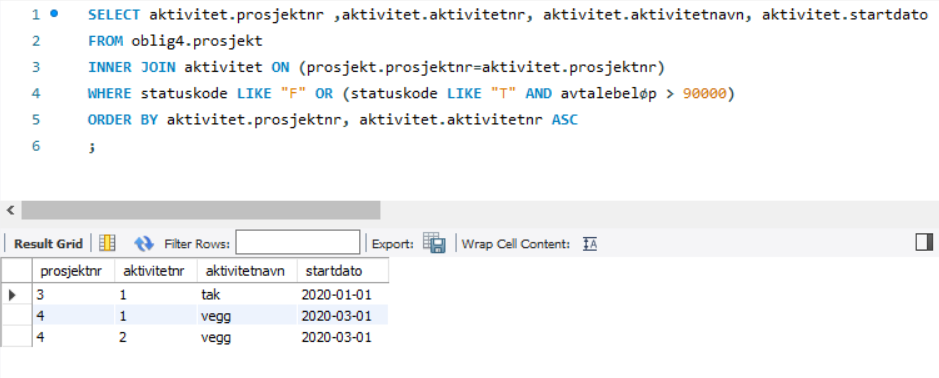 1 SELECT aktivitet.prosjektnr ,aktivitet.aktivitetnr, aktivitet.aktivitetnavn, aktivitet.startdato
2 FROM oblig4.prosjekt
3 INNER JOIN aktivitet ON (prosjekt.prosjektnr=aktivitet.prosjektnr)
4 WHERE statuskode LIKE "F" OR (statuskode LIKE "T" AND avtalebeløp > 90000)
5 ORDER BY aktivitet.prosjektnr, aktivitet.aktivitetnr ASC
6 ;
Result Grid Filter Rows: Export: Wrap Cell Content: IA
prosjektnr aktivitetnr aktivitetnavn startdato
3 1 tak 2020-01-01
4 1 vegg 2020-03-01
4 2 vegg 2020-03-01